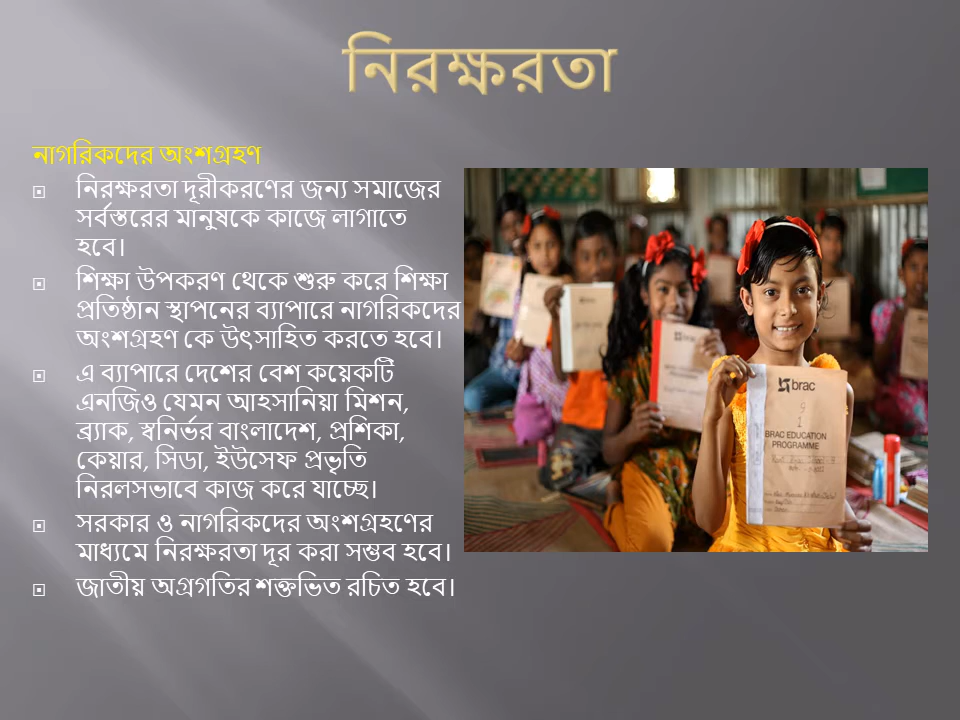 নিরক্ষরতা
নাগরিকদের অংশগ্রহণ
নিরক্ষরতা দূরীকরণের জন্য সমাজের
সর্বস্তরের মানুষকে কাজে লাগাতে
হবে।
শিক্ষা উপকরণ থেকে শুরু করে শিক্ষা
প্রতিষ্ঠান স্থাপনের ব্যাপারে নাগরিকদের
অংশগ্রহণ কে উৎসাহিত করতে হবে।
এ ব্যাপারে দেশের বেশ কয়েকটি
এনজিও যেমন আহসানিয়া মিশন,
ব্র্যাক, স্বনির্ভর বাংলাদেশ, প্রশিকা,
কেয়ার, সিডা, ইউসেফ প্রভৃতি
নিরলসভাবে কাজ করে যাচ্ছে।
সরকার ও নাগরিকদের অংশগ্রহণের
মাধ্যমে নিরক্ষরতা দূর করা সম্ভব হবে।
জাতীয় অগ্রগতির শক্তভিত রচিত হবে।
brac
brac
BRAC EDUCATION
PROGRAMME